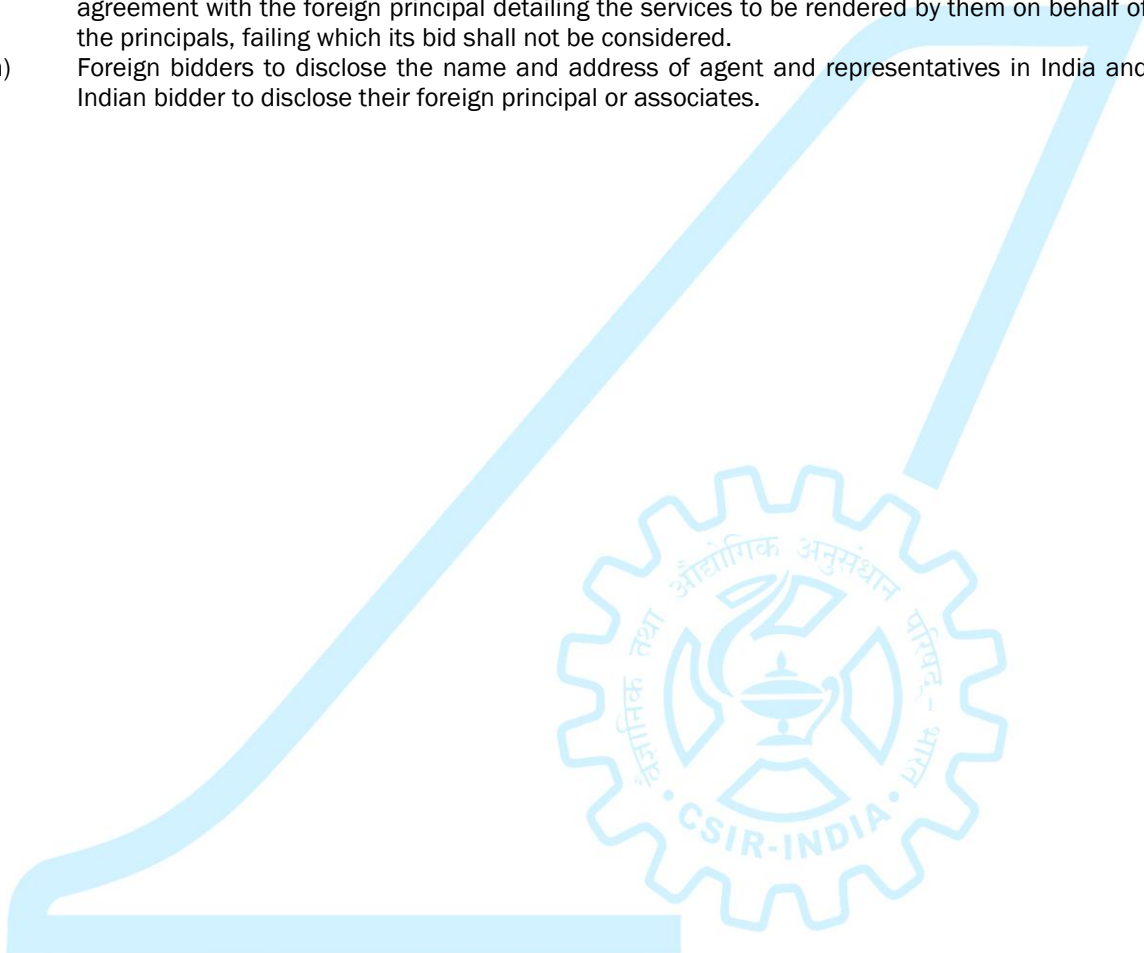 agreement with the foreign principal detailing the services to be rendered by them on behalf of
the principals, failing which its bid shall not be considered.
) Foreign bidders to disclose the name and address of agent and representatives in India and
Indian bidder to disclose their foreign principal or associates.
वैज्ञानिक तथा औद्योगिक अनुसंधान परिषद् - भारत
• CSIR-INDIA •